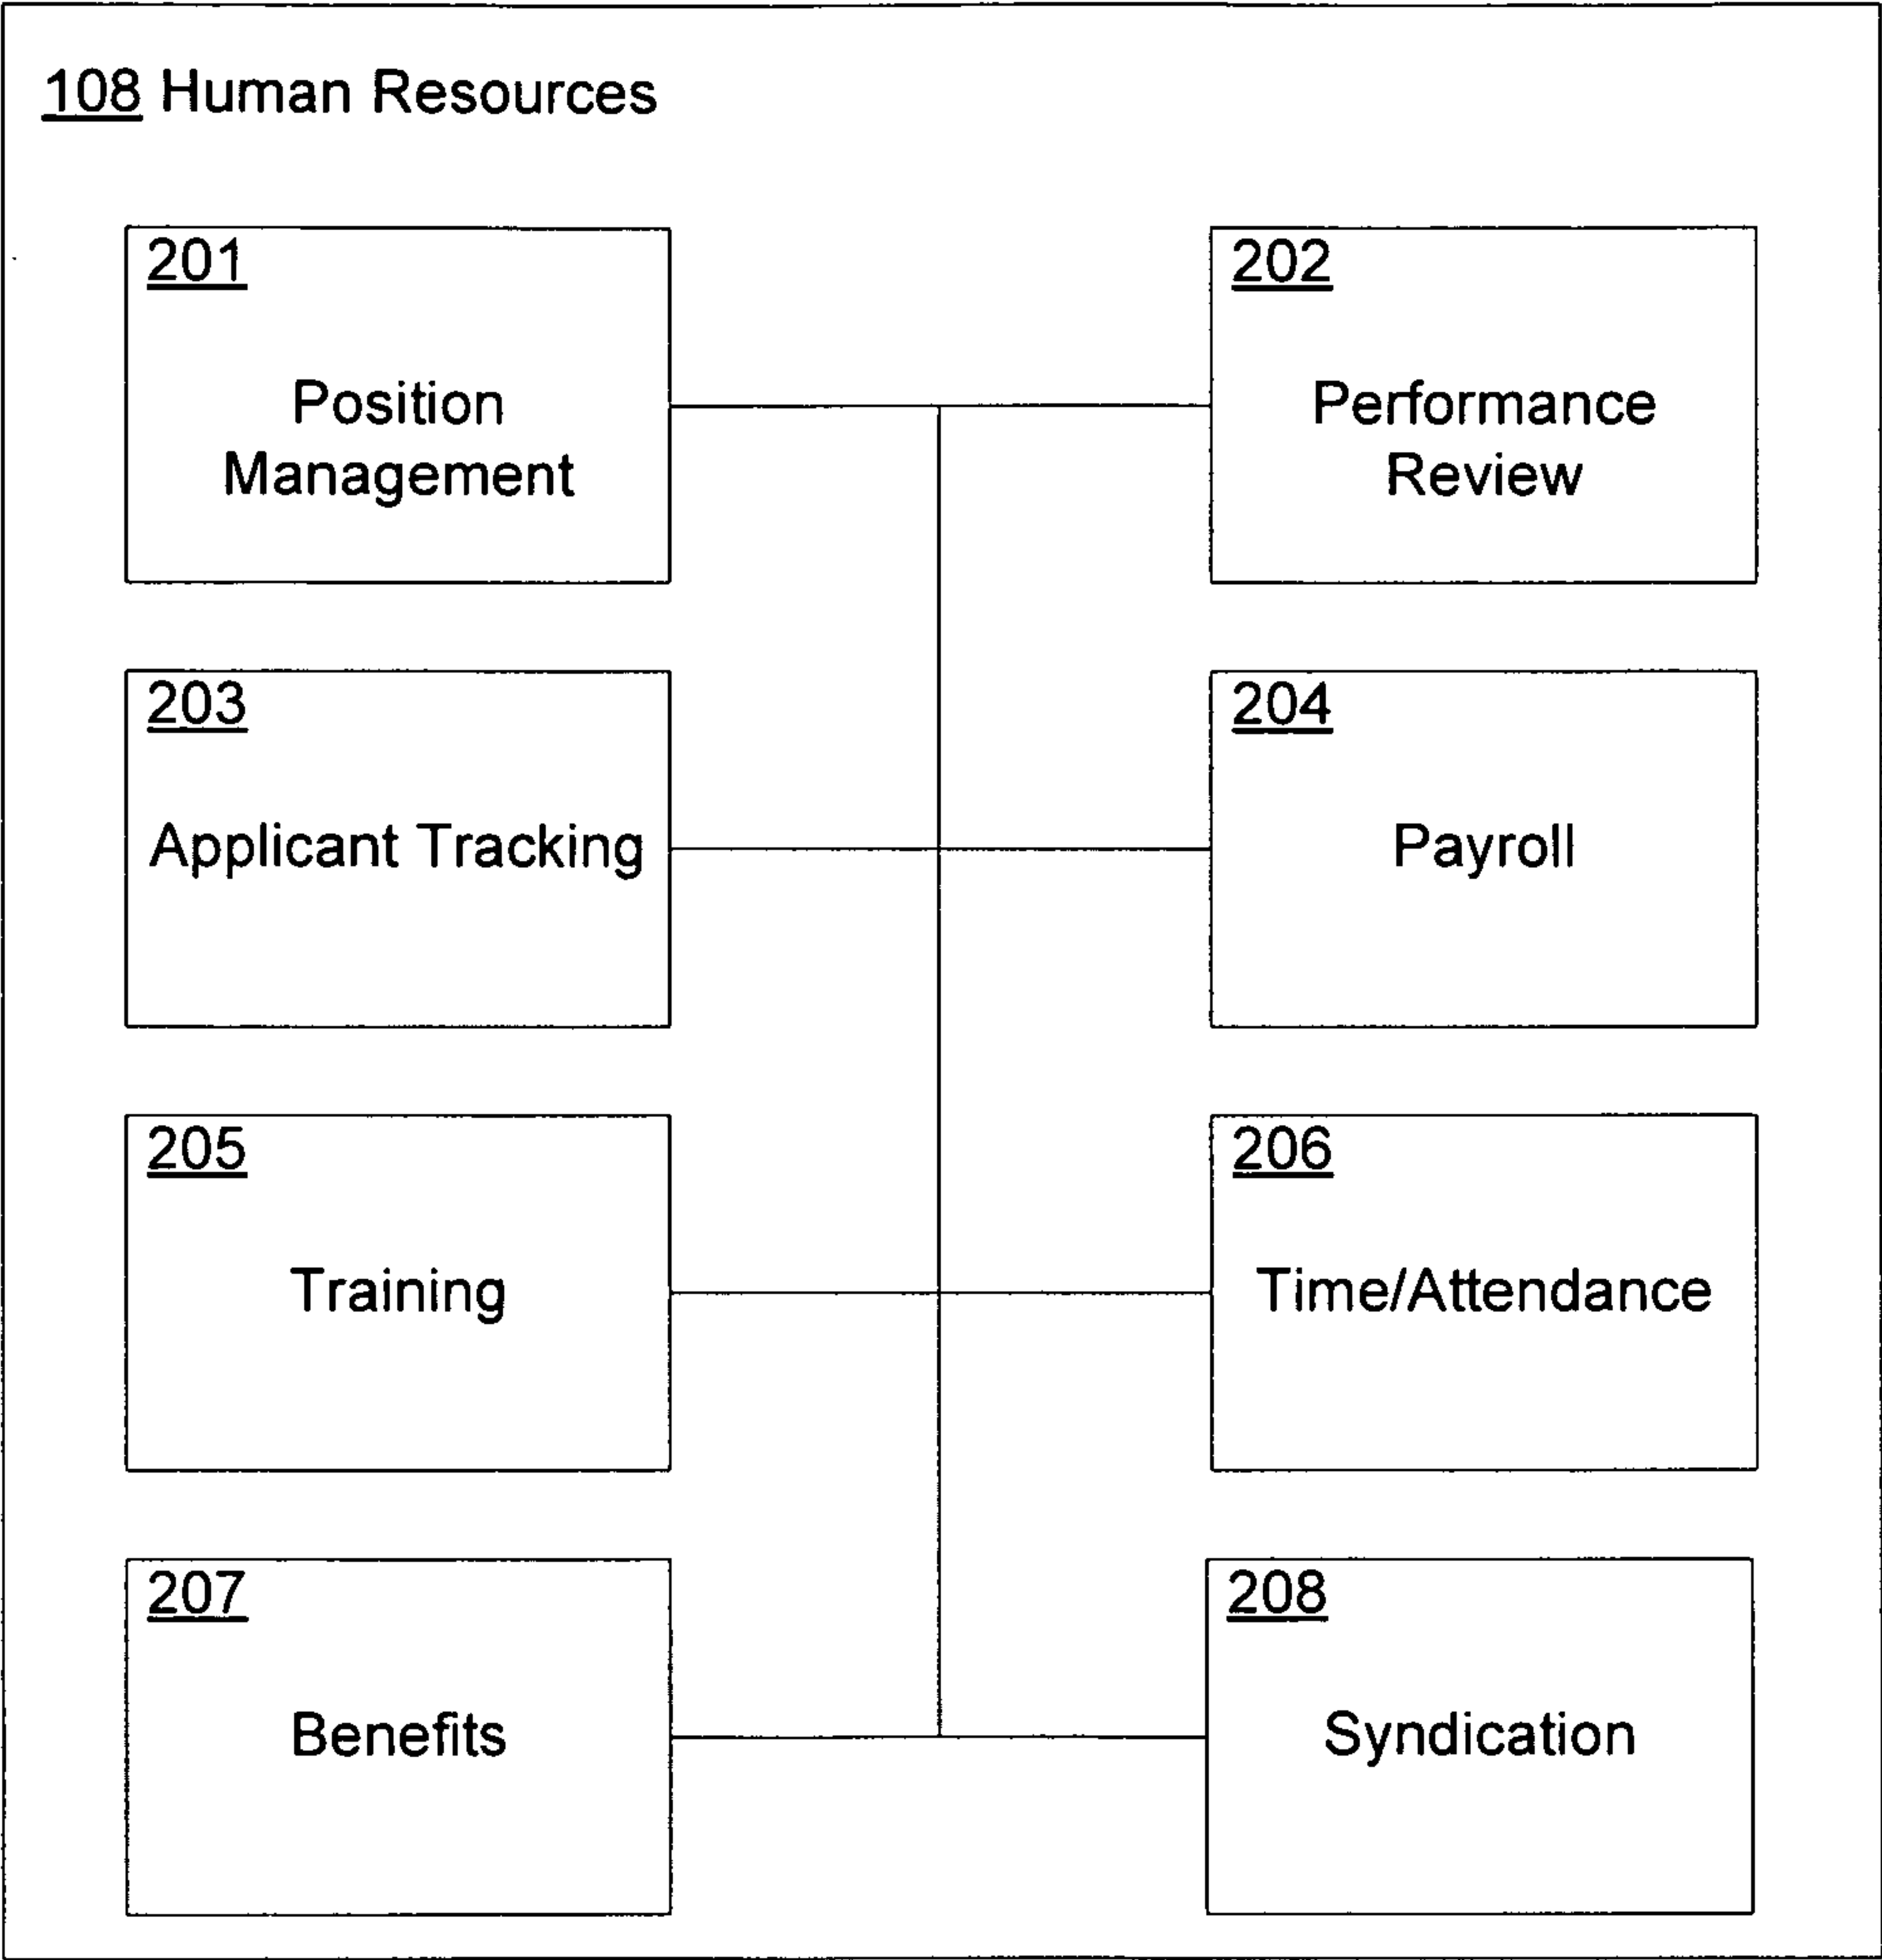 108 Human Resources
201
Position
Management
202
Performance
Review
203
Applicant Tracking
204
Payroll
205
Training
206
Time/Attendance
207
Benefits
208
Syndication